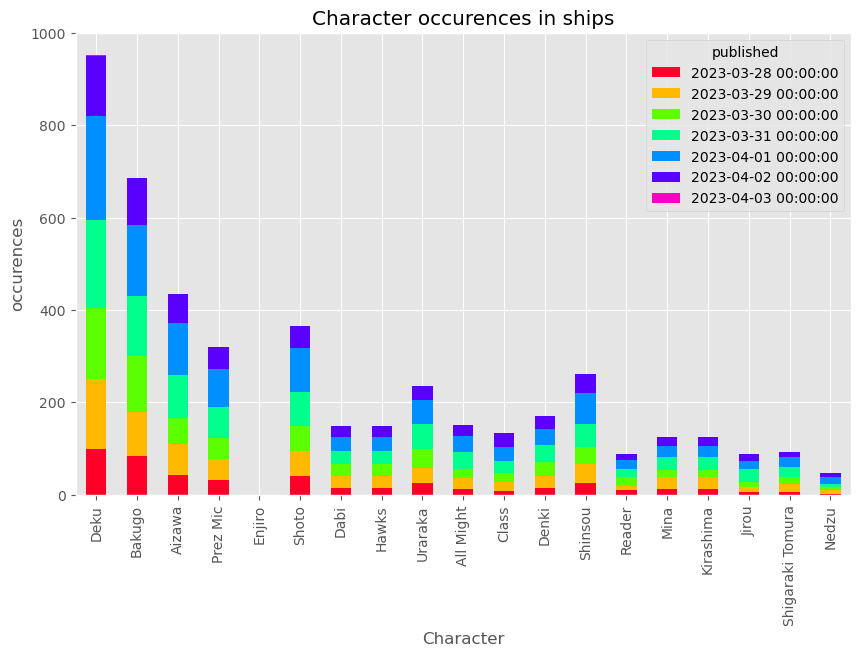 Character occurences in ships
published
2023-03-28 00:00:00
2023-03-29 00:00:00
2023-03-30 00:00:00
2023-03-31 00:00:00
2023-04-01 00:00:00
2023-04-02 00:00:00
2023-04-03 00:00:00
occurences
1000
800
600
400
200
0
Deku
Bakugo
Aizawa
Prez Mic
Enjiro
Shoto
Dabi
Hawks
Uraraka
All Might
Class
Denki
Shinsou
Reader
Mina
Kirashima
Jirou
Shigaraki Tomura
Nedzu
Character